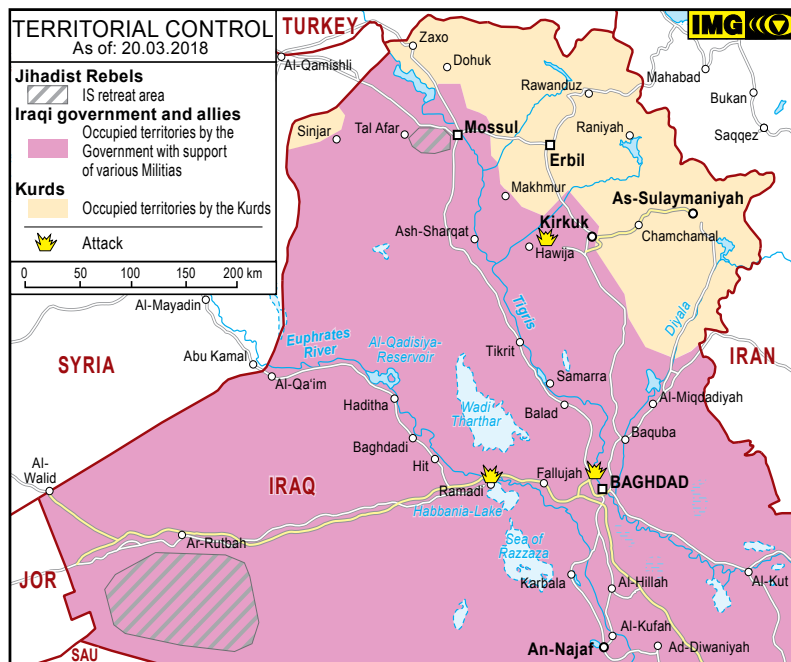 TERRITORIAL CONTROL
As of: 20.03.2018
Jihadist Rebels
IS retreat area
Iraqi government and allies
Occupied territories by the
Government with support
of various Militias
Kurds
Occupied territories by the Kurds
Attack
0 50 100 150 200 km
IMG
TURKEY
Zaxo
Al-Qamishli
Dohuk
Mahabad
Rawanduz
Bukan
Sinjar
Tal Afar
Mossul
Raniyah
Saqqez
Erbil
Makhmur
As-Sulaymaniyah
Kirkuk
Ash-Sharqat
Hawija
Chamchamal
Al-Mayadin
Tigris
Diyala
Euphrates
River
Al-Qadisiya-
Reservoir
Abu Kamal
SYRIA
Tikrit
IRAN
Al-Qa'im
Samarra
Haditha
Wadi
Tharthar
Balad
Al-Miqdadiyah
Baghdadi
Baquba
Hit
Al-
Walid
IRAQ
Ramadi
Fallujah
BAGHDAD
Habbania-Lake
Ar-Rutbah
Sea of
Razzaza
JOR
Karbala
Al-Hillah
Al-Kut
Al-Kufah
SAU
An-Najaf
Ad-Diwaniyah